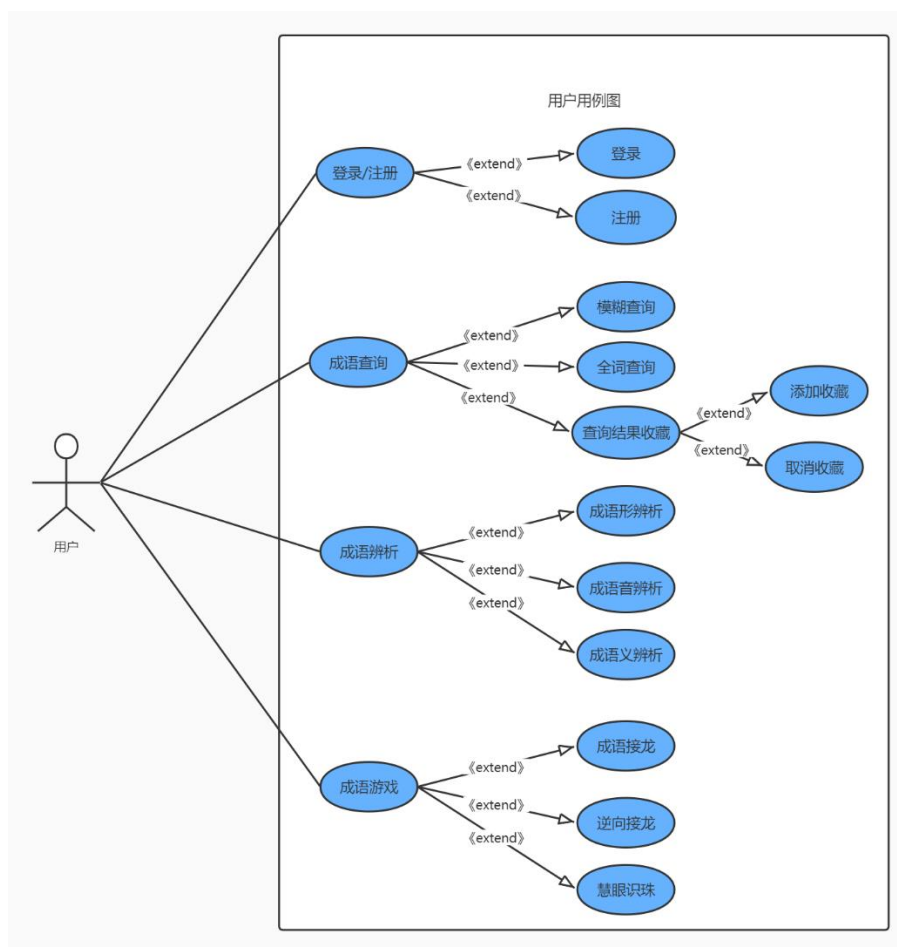 用户用例图
登录/注册
《extend》
登录
《extend》
注册
成语查询
《extend》
模糊查询
《extend》
全词查询
《extend》
查询结果收藏
《extend》
添加收藏
《extend》
取消收藏
用户
成语辨析
《extend》
成语形辨析
《extend》
成语音辨析
《extend》
成语义辨析
成语游戏
《extend》
成语接龙
《extend》
逆向接龙
《extend》
慧眼识珠